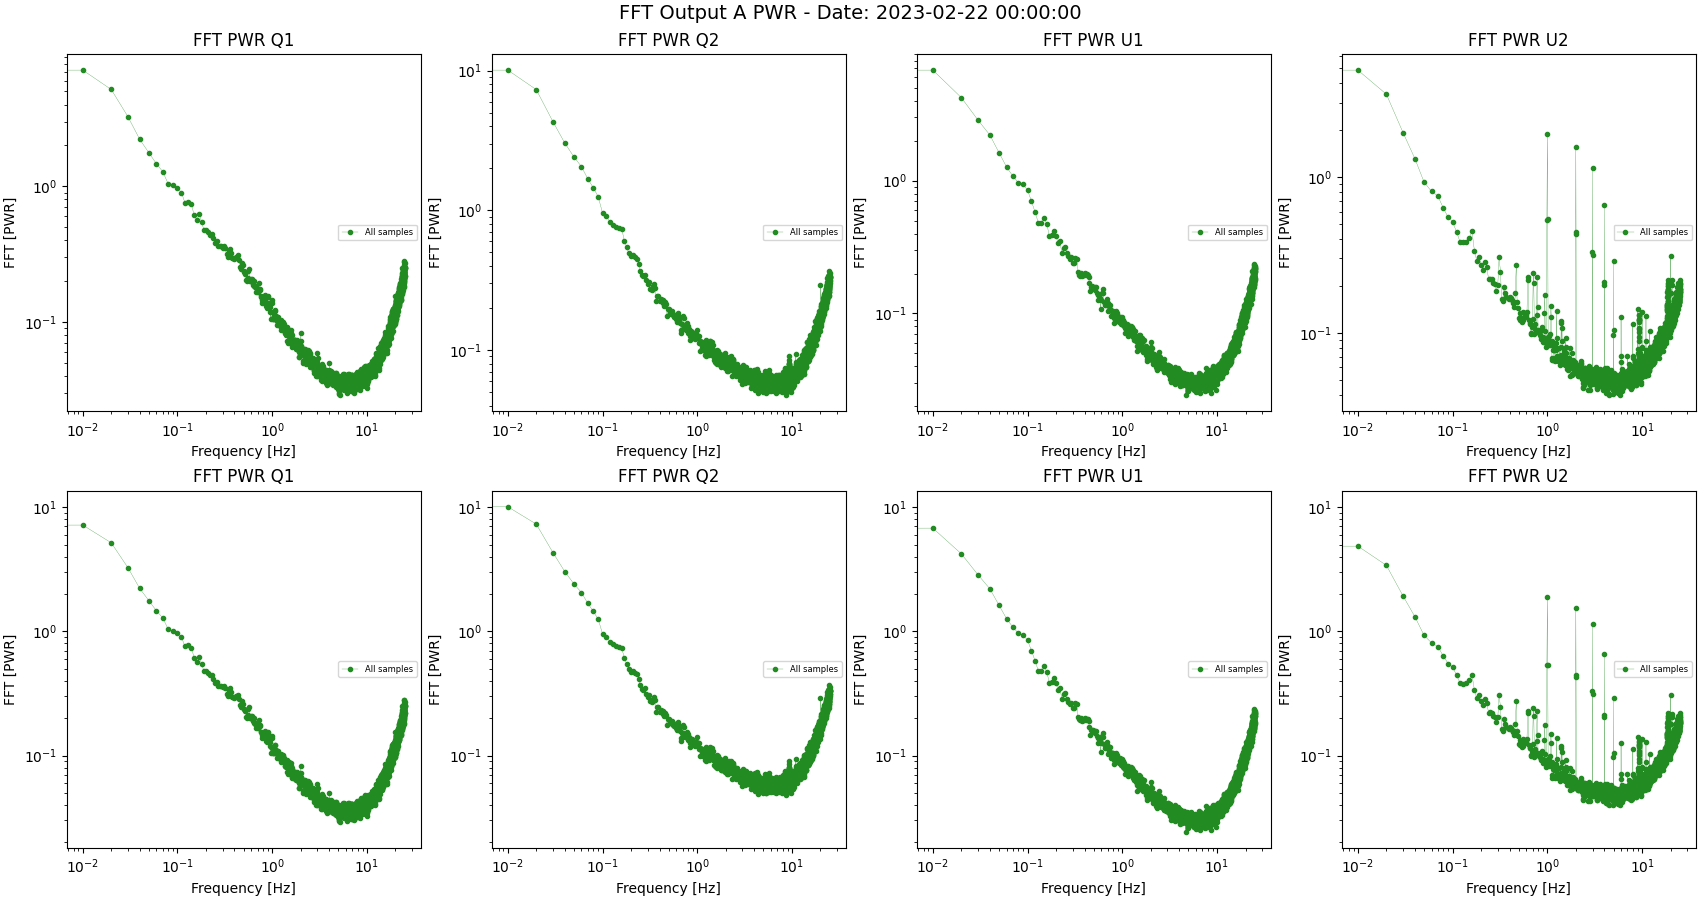 FFT Output A PWR - Date: 2023-02-22 00:00:00
FFT PWR Q1
FFT [PWR]
10⁰
10⁻¹
All samples
10⁻² 10⁻¹ 10⁰ 10¹
Frequency [Hz]
FFT PWR Q2
FFT [PWR]
10¹
10⁰
10⁻¹
All samples
10⁻² 10⁻¹ 10⁰ 10¹
Frequency [Hz]
FFT PWR U1
FFT [PWR]
10⁰
10⁻¹
All samples
10⁻² 10⁻¹ 10⁰ 10¹
Frequency [Hz]
FFT PWR U2
FFT [PWR]
10⁰
10⁻¹
All samples
10⁻² 10⁻¹ 10⁰ 10¹
Frequency [Hz]
FFT PWR Q1
FFT [PWR]
10¹
10⁰
10⁻¹
All samples
10⁻² 10⁻¹ 10⁰ 10¹
Frequency [Hz]
FFT PWR Q2
FFT [PWR]
10¹
10⁰
10⁻¹
All samples
10⁻² 10⁻¹ 10⁰ 10¹
Frequency [Hz]
FFT PWR U1
FFT [PWR]
10¹
10⁰
10⁻¹
All samples
10⁻² 10⁻¹ 10⁰ 10¹
Frequency [Hz]
FFT PWR U2
FFT [PWR]
10¹
10⁰
10⁻¹
All samples
10⁻² 10⁻¹ 10⁰ 10¹
Frequency [Hz]